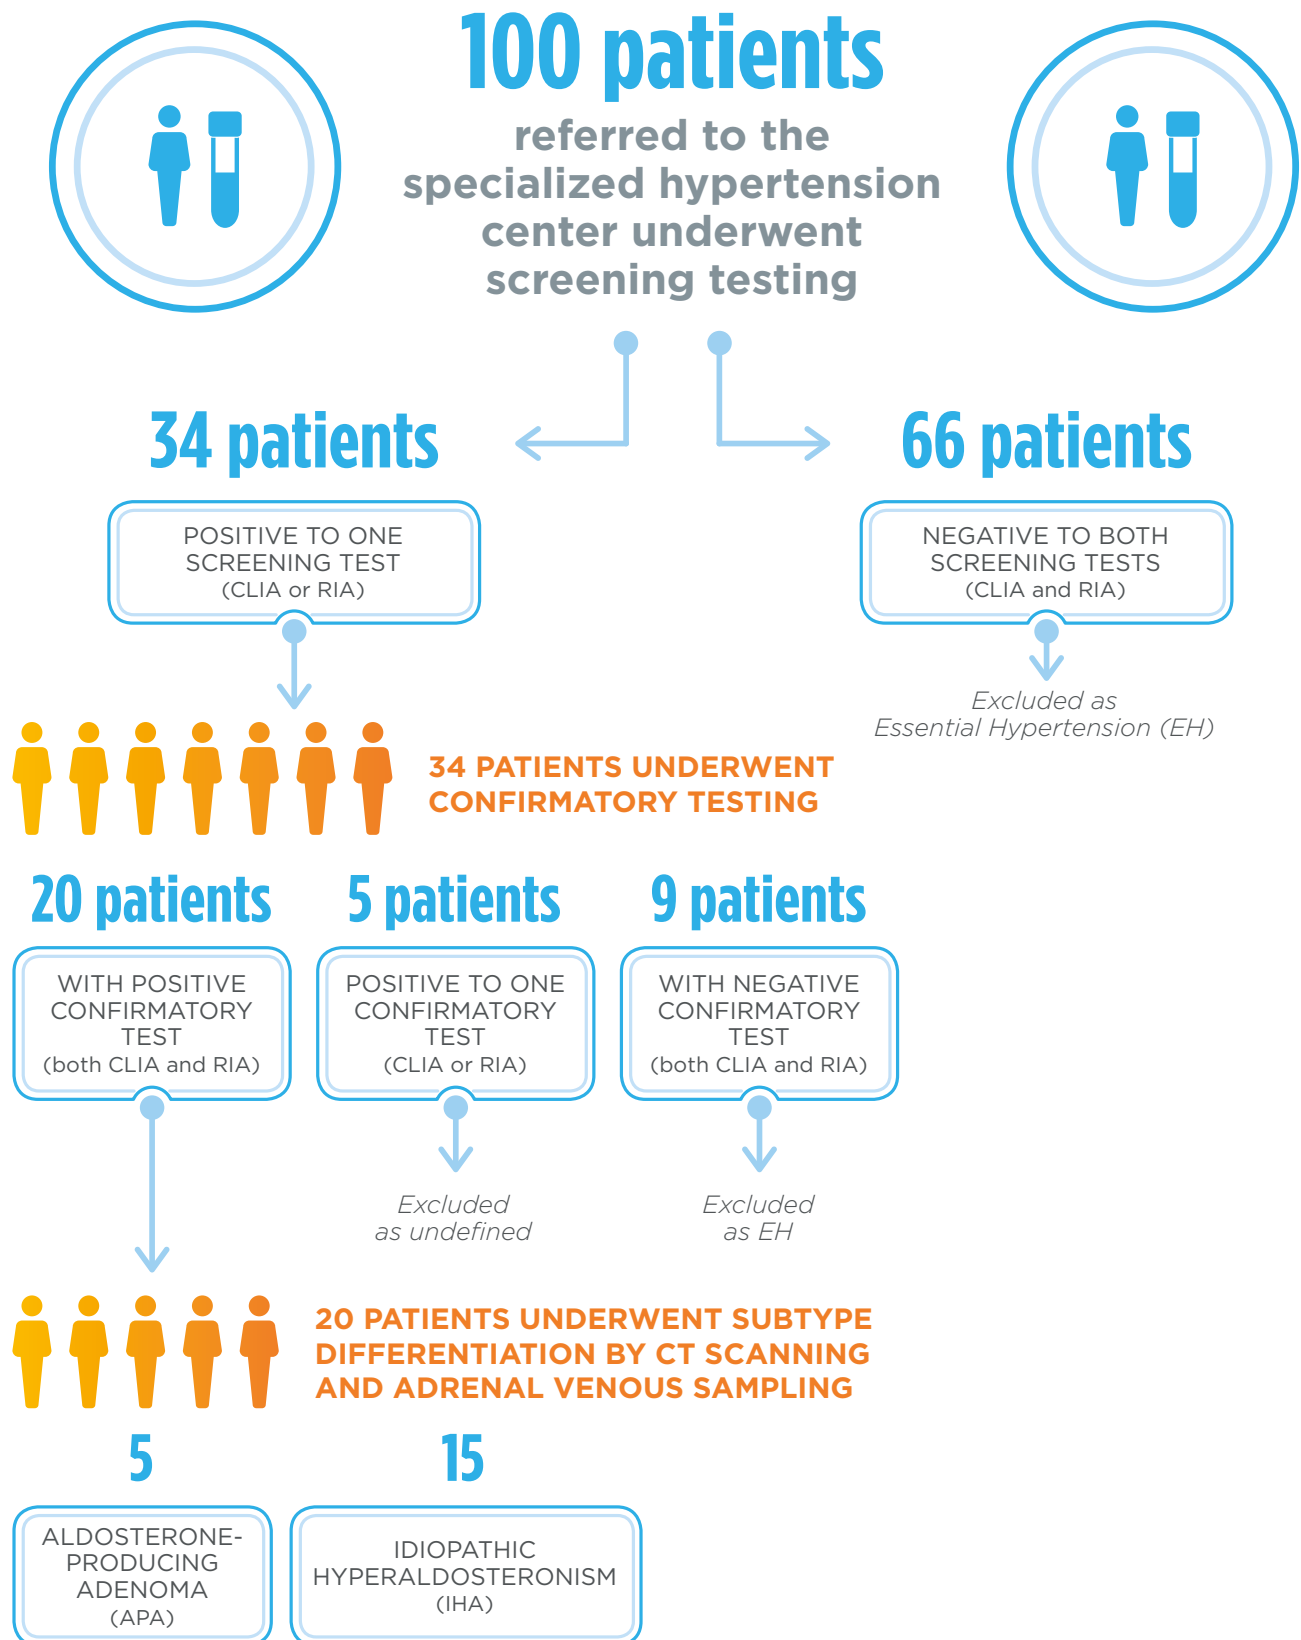 100 patients
referred to the
specialized hypertension
center underwent
screening testing
34 patients
POSITIVE TO ONE
SCREENING TEST
(CLIA or RIA)
66 patients
NEGATIVE TO BOTH
SCREENING TESTS
(CLIA and RIA)
Excluded as
Essential Hypertension (EH)
34 PATIENTS UNDERWENT
CONFIRMATORY TESTING
20 patients
WITH POSITIVE
CONFIRMATORY
TEST
(both CLIA and RIA)
5 patients
POSITIVE TO ONE
CONFIRMATORY
TEST
(CLIA or RIA)
Excluded
as undefined
9 patients
WITH NEGATIVE
CONFIRMATORY
TEST
(both CLIA and RIA)
Excluded
as EH
20 PATIENTS UNDERWENT SUBTYPE
DIFFERENTIATION BY CT SCANNING
AND ADRENAL VENOUS SAMPLING
5
ALDOSTERONE-
PRODUCING
ADENOMA
(APA)
15
IDIOPATHIC
HYPERALDOSTERONISM
(IHA)